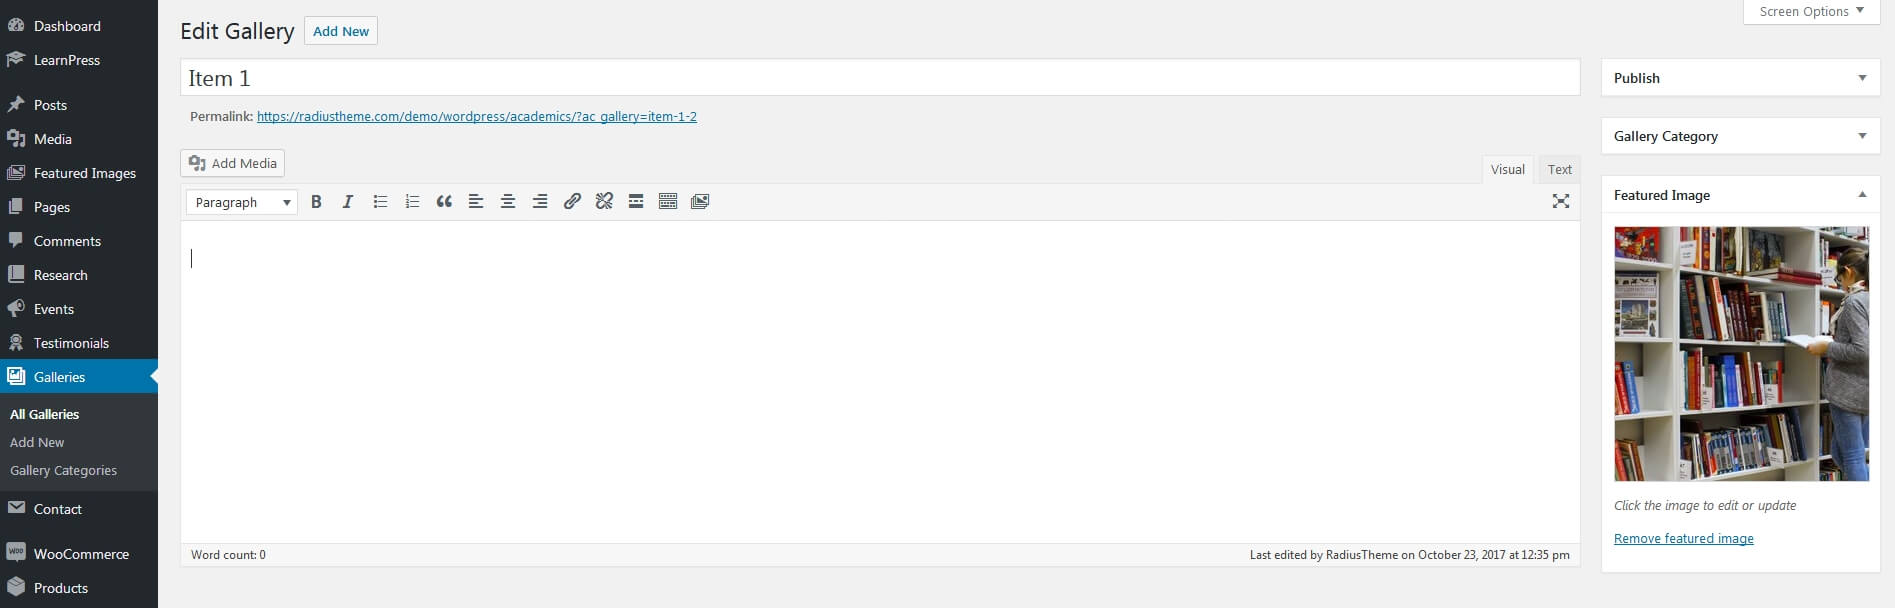 Dashboard
LearnPress
Posts
Media
Featured Images
Pages
Comments
Research
Events
Testimonials
Galleries
All Galleries
Add New
Gallery Categories
Contact
WooCommerce
Products
Edit Gallery Add New
Screen Options
Item 1
Permalink: https://radiustheme.com/demo/wordpress/academics/?ac_gallery=item-1-2
Add Media
Visual Text
Paragraph
Word count: 0
Last edited by RadiusTheme on October 23, 2017 at 12:35 pm
Publish
Gallery Category
Featured Image
Click the image to edit or update
Remove featured image